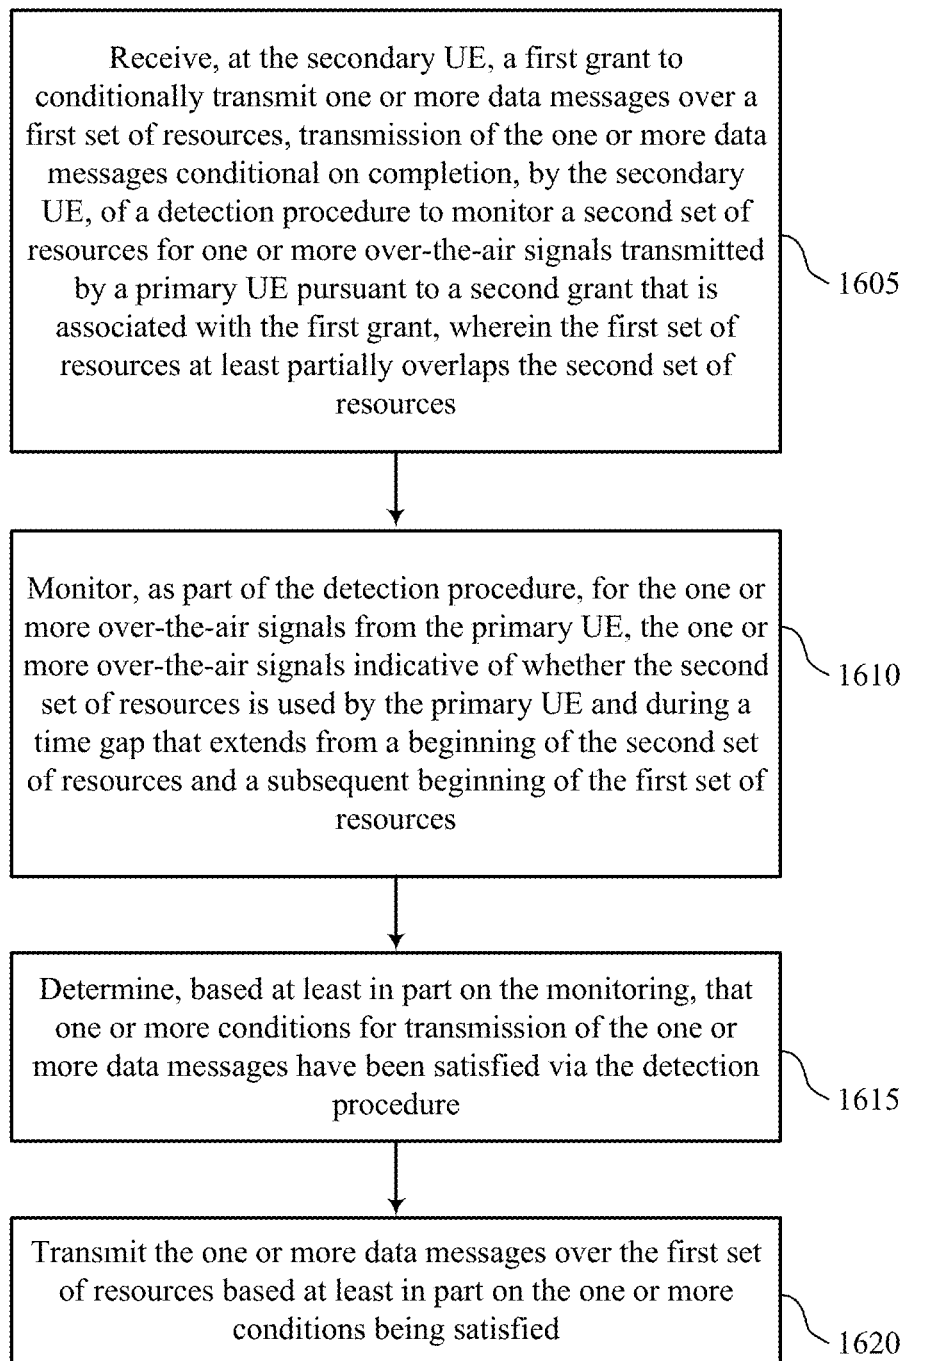 Receive, at the secondary UE, a first grant to
conditionally transmit one or more data messages over a
first set of resources, transmission of the one or more data
messages conditional on completion, by the secondary
UE, of a detection procedure to monitor a second set of
resources for one or more over-the-air signals transmitted
by a primary UE pursuant to a second grant that is
associated with the first grant, wherein the first set of
resources at least partially overlaps the second set of
resources
1605
Monitor, as part of the detection procedure, for the one or
more over-the-air signals from the primary UE, the one or
more over-the-air signals indicative of whether the second
set of resources is used by the primary UE and during a
time gap that extends from a beginning of the second set
of resources and a subsequent beginning of the first set of
resources
1610
Determine, based at least in part on the monitoring, that
one or more conditions for transmission of the one or
more data messages have been satisfied via the detection
procedure
1615
Transmit the one or more data messages over the first set
of resources based at least in part on the one or more
conditions being satisfied
1620